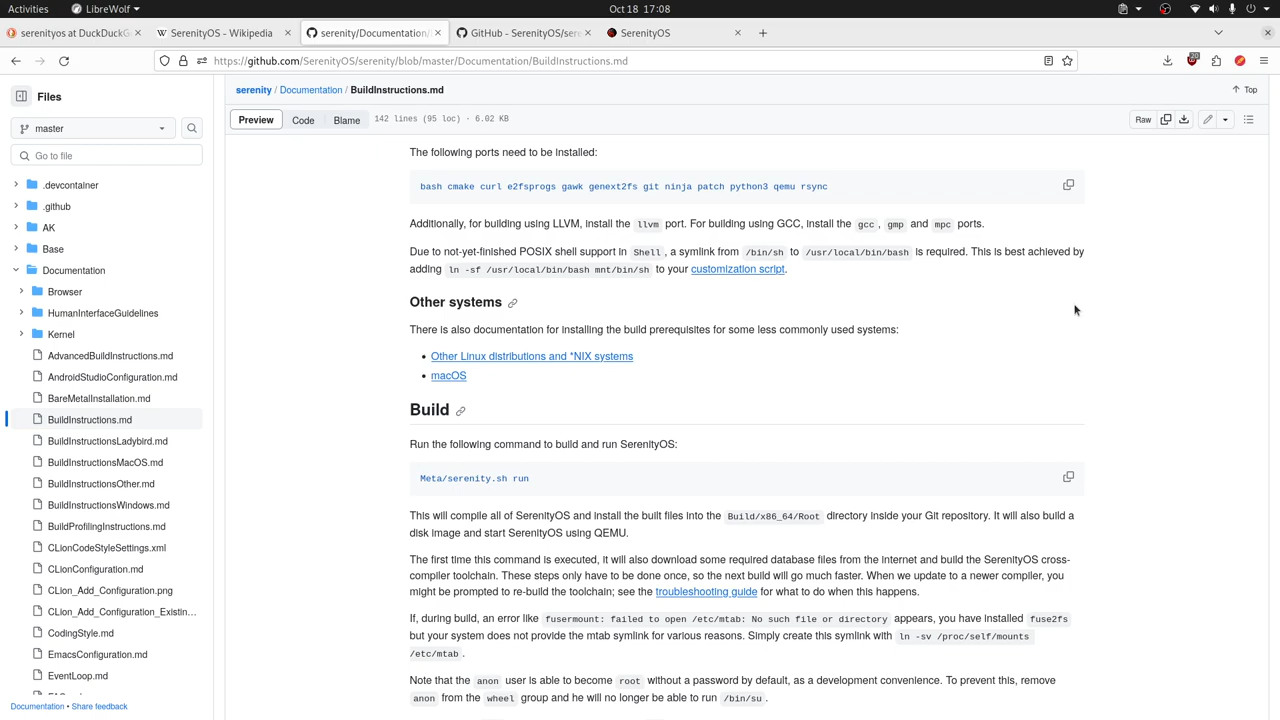 Activities
LibreWolf
Oct 18 17:08
serenityos at DuckDuckG
SerenityOS - Wikipedia
serenity/Documentation/
GitHub - SerenityOS/sere
SerenityOS
https://github.com/SerenityOS/serenity/blob/master/Documentation/BuildInstructions.md
20
Files
serenity / Documentation / BuildInstructions.md
Top
master
Preview
Code
Blame
142 lines (95 loc) · 6.02 KB
Raw
Go to file
.devcontainer
.github
AK
Base
Documentation
Browser
HumanInterfaceGuidelines
Kernel
AdvancedBuildInstructions.md
AndroidStudioConfiguration.md
BareMetalInstallation.md
BuildInstructions.md
BuildInstructionsLadybird.md
BuildInstructionsMacOS.md
BuildInstructionsOther.md
BuildInstructionsWindows.md
BuildProfilingInstructions.md
CLionCodeStyleSettings.xml
CLionConfiguration.md
CLion_Add_Configuration.png
CLion_Add_Configuration_Existin...
CodingStyle.md
EmacsConfiguration.md
EventLoop.md
Documentation • Share feedback
The following ports need to be installed:
bash cmake curl e2fsprogs gawk genext2fs git ninja patch python3 qemu rsync
Additionally, for building using LLVM, install the llvm port. For building using GCC, install the gcc, gmp and mpc ports.
Due to not-yet-finished POSIX shell support in Shell, a symlink from /bin/sh to /usr/local/bin/bash is required. This is best achieved by
adding ln -sf /usr/local/bin/bash mnt/bin/sh to your customization script.
Other systems
There is also documentation for installing the build prerequisites for some less commonly used systems:
• Other Linux distributions and *NIX systems
• macOS
Build
Run the following command to build and run SerenityOS:
Meta/serenity.sh run
This will compile all of SerenityOS and install the built files into the Build/x86_64/Root directory inside your Git repository. It will also build a
disk image and start SerenityOS using QEMU.
The first time this command is executed, it will also download some required database files from the internet and build the SerenityOS cross-
compiler toolchain. These steps only have to be done once, so the next build will go much faster. When we update to a newer compiler, you
might be prompted to re-build the toolchain; see the troubleshooting guide for what to do when this happens.
If, during build, an error like fusermount: failed to open /etc/mtab: No such file or directory appears, you have installed fuse2fs
but your system does not provide the mtab symlink for various reasons. Simply create this symlink with ln -sv /proc/self/mounts
/etc/mtab.
Note that the anon user is able to become root without a password by default, as a development convenience. To prevent this, remove
anon from the wheel group and he will no longer be able to run /bin/su.